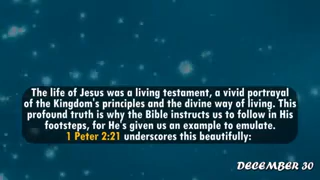 The life of Jesus was a living testament, a vivid portrayal
of the Kingdom's principles and the divine way of living. This
profound truth is why the Bible instructs us to follow in His
footsteps, for He's given us an example to emulate.
1 Peter 2:21 underscores this beautifully:
DECEMBER 30